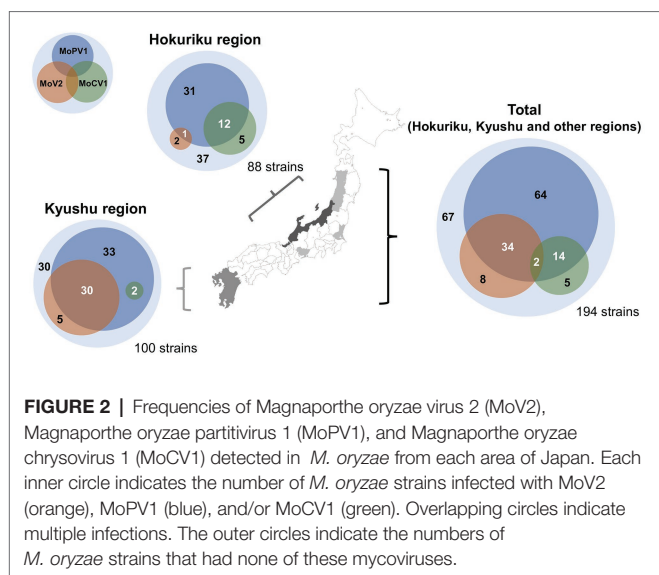 MoPV1
MoV2
MoCV1
Hokuriku region
31
12
1
2
5
37
88 strains
Kyushu region
30
33
30
2
5
100 strains
Total
(Hokuriku, Kyushu and other regions)
67
64
34
2
14
8
5
194 strains
FIGURE 2 | Frequencies of Magnaporthe oryzae virus 2 (MoV2),
Magnaporthe oryzae partitivirus 1 (MoPV1), and Magnaporthe oryzae
chrysovirus 1 (MoCV1) detected in M. oryzae from each area of Japan. Each
inner circle indicates the number of M. oryzae strains infected with MoV2
(orange), MoPV1 (blue), and/or MoCV1 (green). Overlapping circles indicate
multiple infections. The outer circles indicate the numbers of
M. oryzae strains that had none of these mycoviruses.